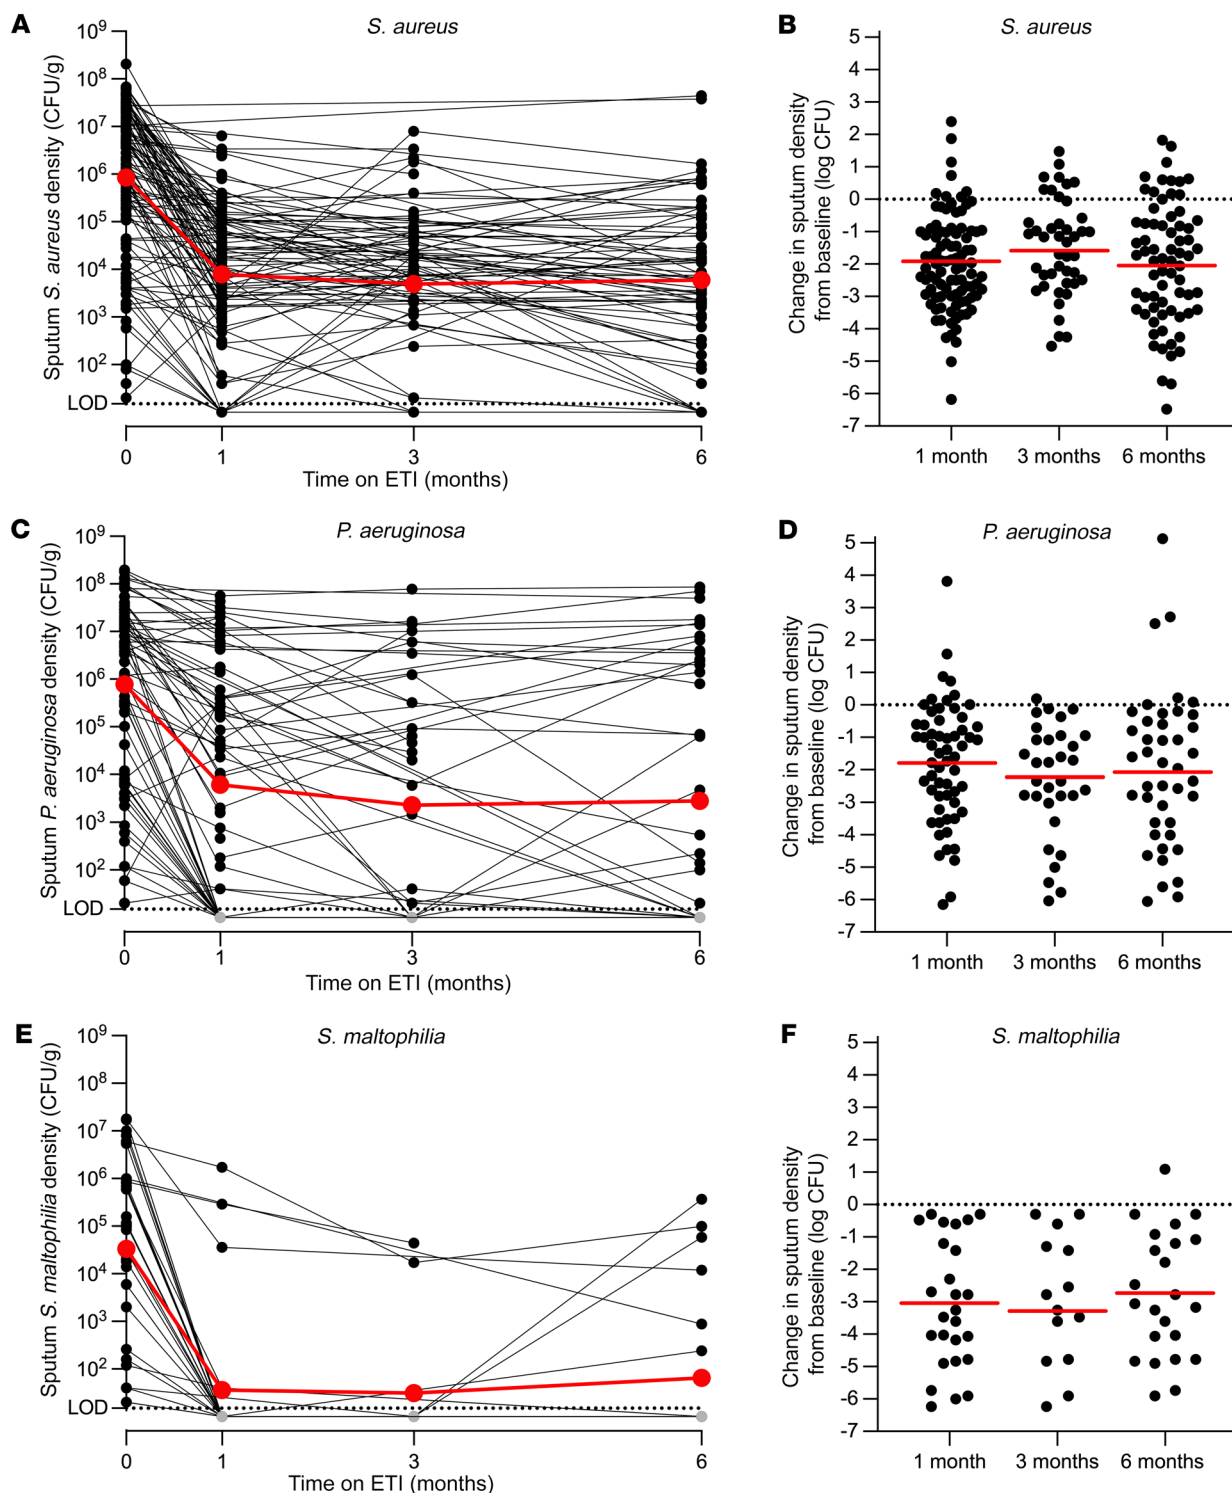 A
S. aureus
Sputum S. aureus density (CFU/g)
10⁹
10⁸
10⁷
10⁶
10⁵
10⁴
10³
10²
LOD
0
1
3
6
Time on ETI (months)
B
S. aureus
Change in sputum density
from baseline (log CFU)
5
4
3
2
1
0
-1
-2
-3
-4
-5
-6
-7
1 month
3 months
6 months
C
P. aeruginosa
Sputum P. aeruginosa density (CFU/g)
10⁹
10⁸
10⁷
10⁶
10⁵
10⁴
10³
10²
LOD
0
1
3
6
Time on ETI (months)
D
P. aeruginosa
Change in sputum density
from baseline (log CFU)
5
4
3
2
1
0
-1
-2
-3
-4
-5
-6
-7
1 month
3 months
6 months
E
S. maltophilia
Sputum S. maltophilia density (CFU/g)
10⁹
10⁸
10⁷
10⁶
10⁵
10⁴
10³
10²
LOD
0
1
3
6
Time on ETI (months)
F
S. maltophilia
Change in sputum density
from baseline (log CFU)
5
4
3
2
1
0
-1
-2
-3
-4
-5
-6
-7
1 month
3 months
6 months